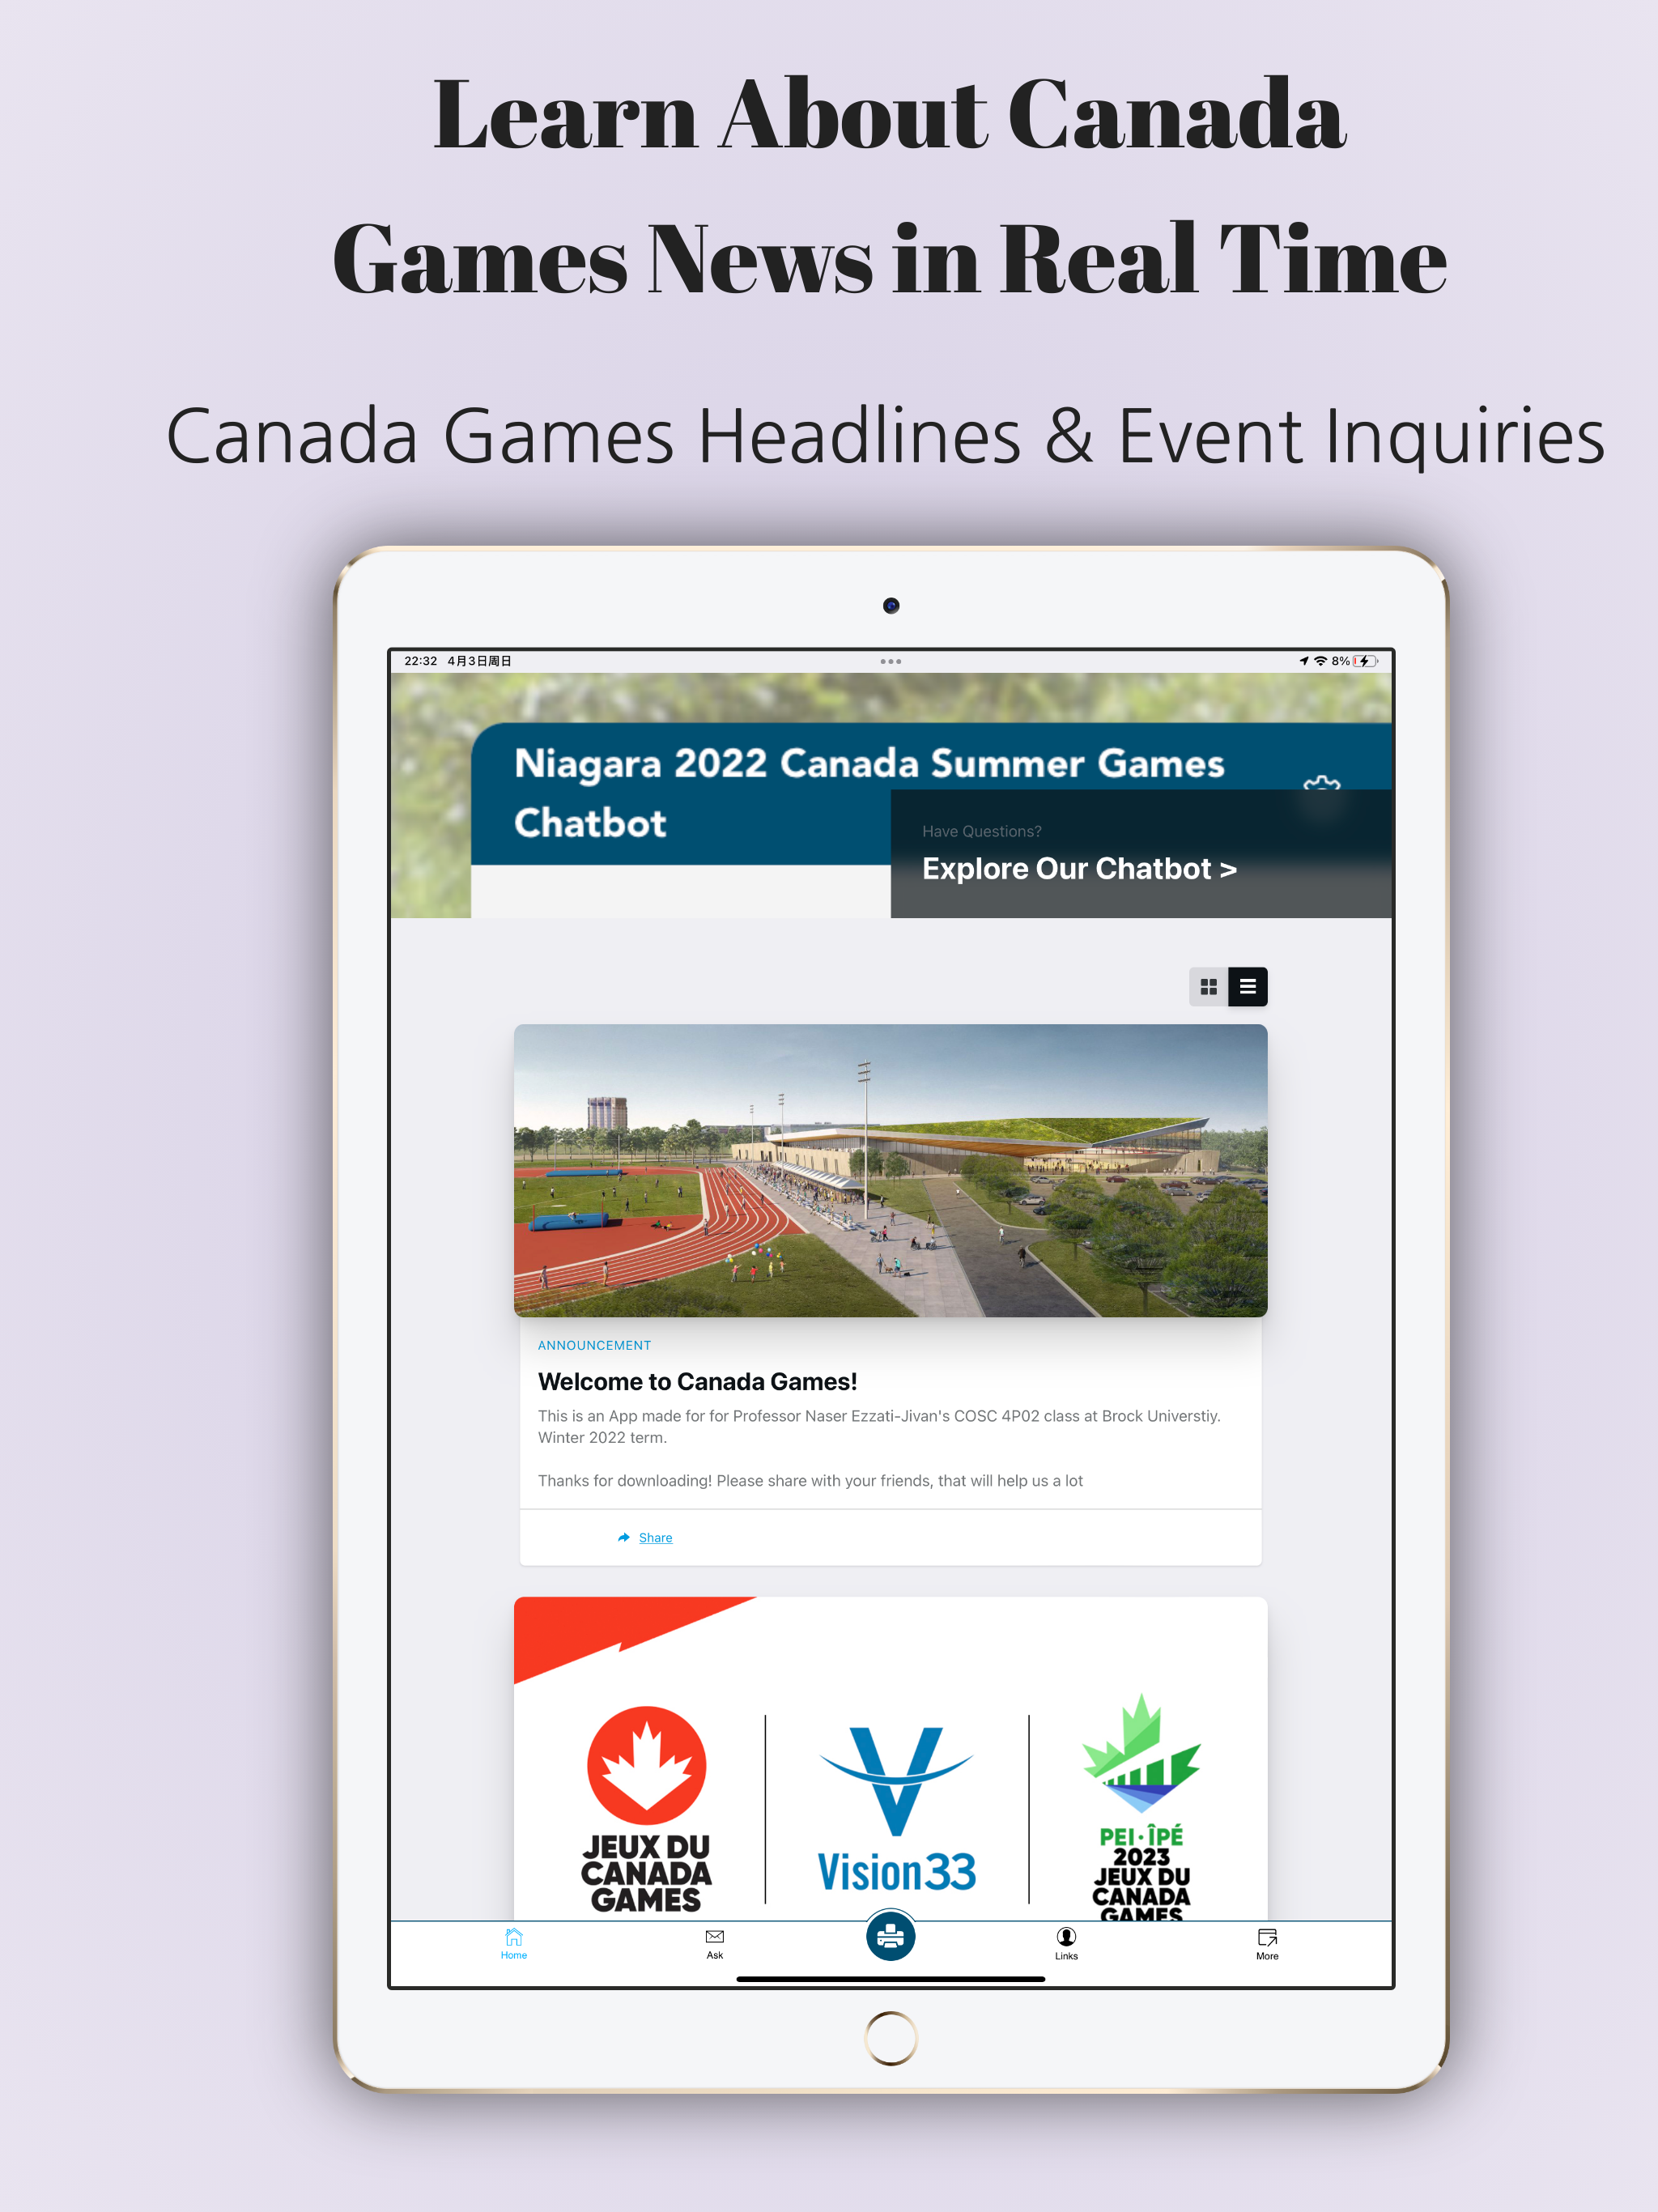 Learn About Canada
Games News in Real Time
Canada Games Headlines & Event Inquiries
22:32 4月3日周日
8%
Niagara 2022 Canada Summer Games
Chatbot
Have Questions?
Explore Our Chatbot >
ANNOUNCEMENT
Welcome to Canada Games!
This is an App made for for Professor Naser Ezzati-Jivan's COSC 4P02 class at Brock Universtiy.
Winter 2022 term.
Thanks for downloading! Please share with your friends, that will help us a lot
Share
JEUX DU
CANADA
GAMES
Vision33
PEI·ÎPÉ
2023
JEUX DU
CANADA
GAMES
Home
Ask
Links
More